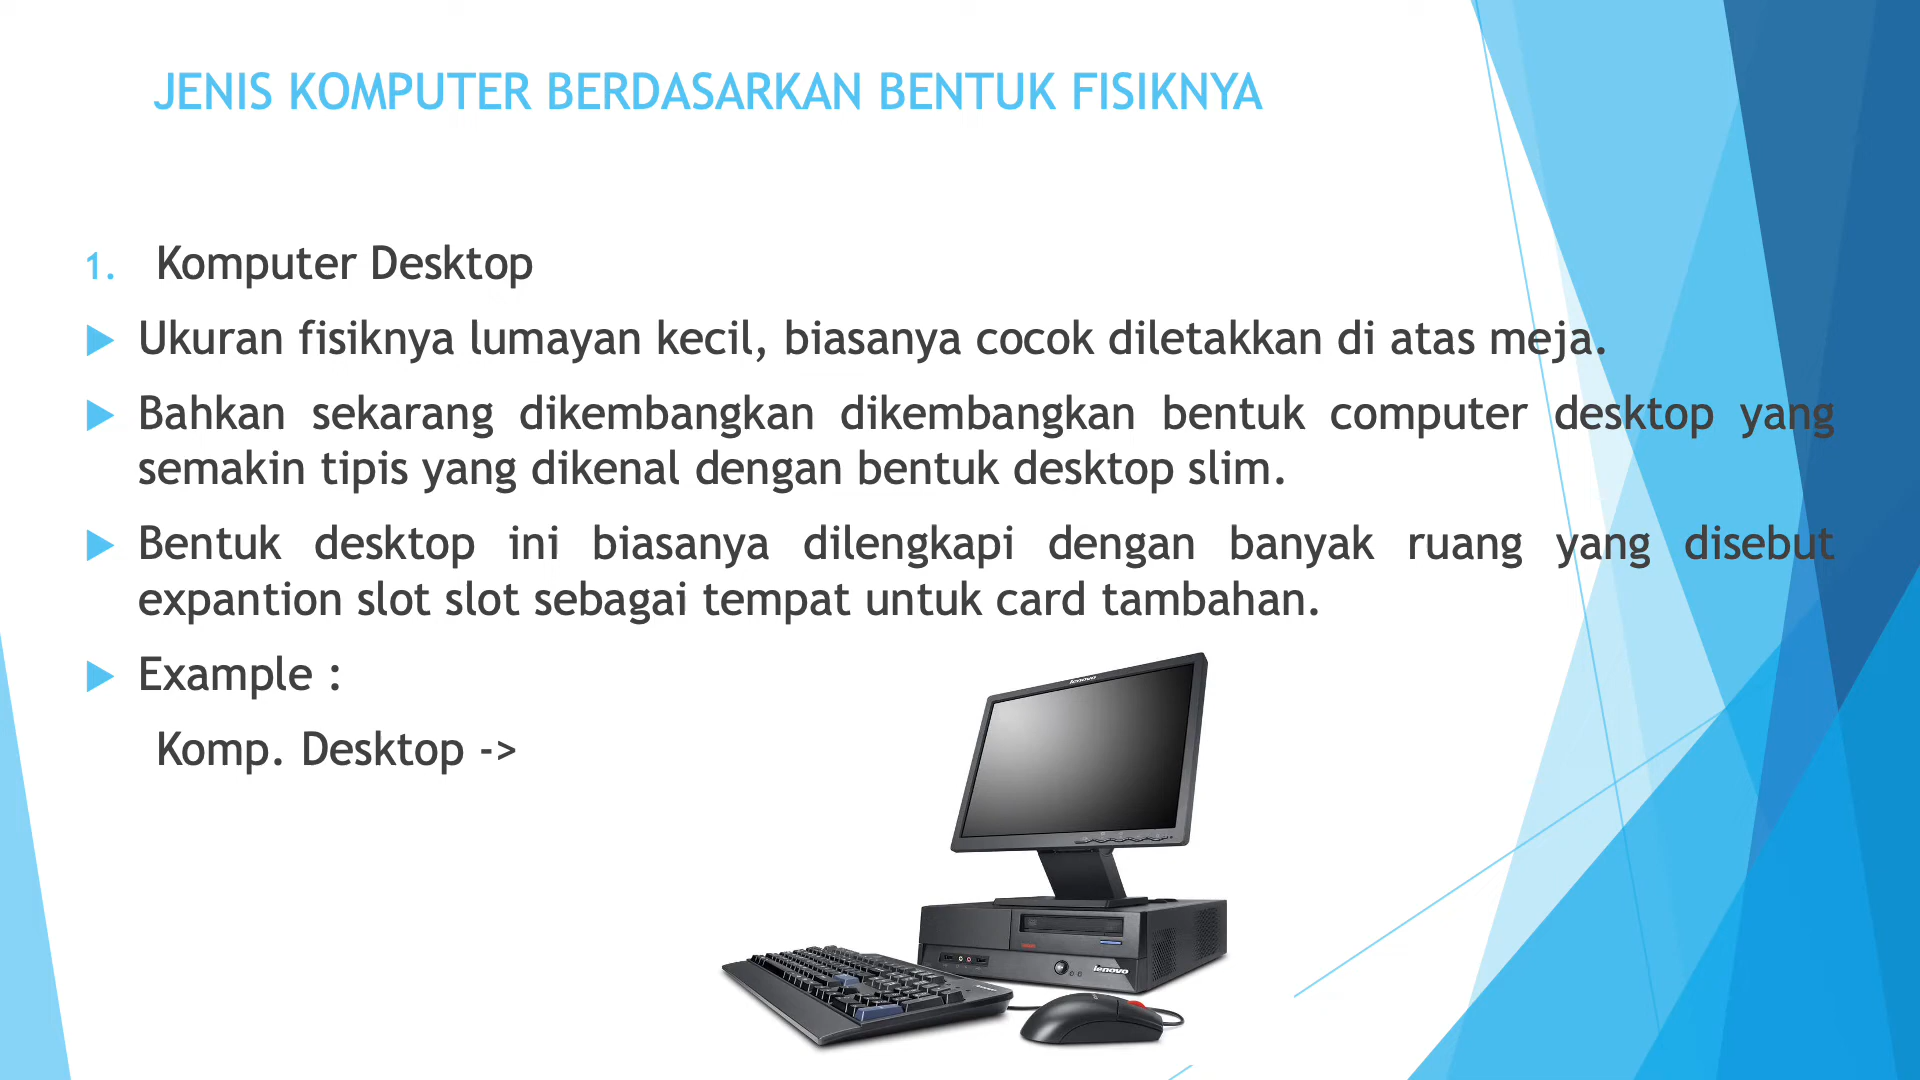 JENIS KOMPUTER BERDASARKAN BENTUK FISIKNYA
1. Komputer Desktop
Ukuran fisiknya lumayan kecil, biasanya cocok diletakkan di atas meja.
Bahkan sekarang dikembangkan dikembangkan bentuk computer desktop yang
semakin tipis yang dikenal dengan bentuk desktop slim.
Bentuk desktop ini biasanya dilengkapi dengan banyak ruang yang disebut
expantion slot slot sebagai tempat untuk card tambahan.
Example :
Komp. Desktop ->
lenovo
lenovo